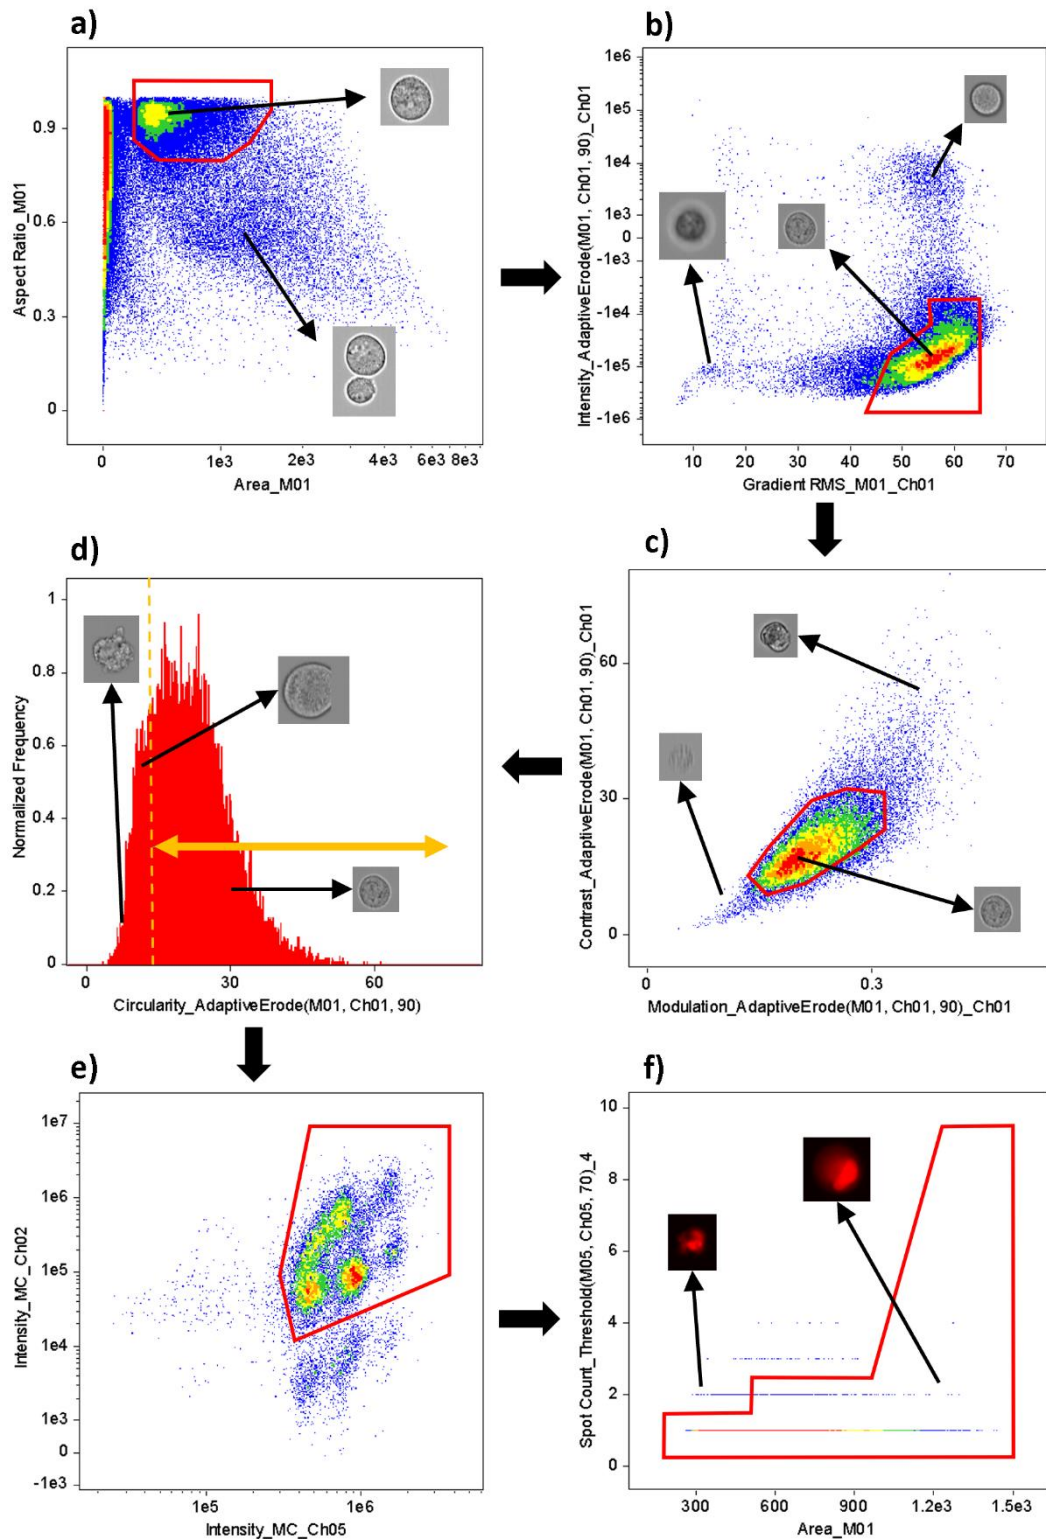 a)
Aspect Ratio_M01
0.9
0.6
0.3
0
0
1e3
2e3
4e3
6e3
8e3
Area_M01
b)
Intensity_AdaptiveErode(M01, Ch01, 90)_Ch01
1e6
1e5
1e4
1e3
0
-1e3
-1e4
-1e5
-1e6
10
20
30
40
50
60
70
Gradient RMS_M01_Ch01
c)
Contrast_AdaptiveErode(M01, Ch01, 90)_Ch01
60
30
0
0
0.3
Modulation_AdaptiveErode(M01, Ch01, 90)_Ch01
d)
Normalized Frequency
1
0.8
0.6
0.4
0.2
0
0
30
60
Circularity_AdaptiveErode(M01, Ch01, 90)
e)
Intensity_MC_Ch02
1e7
1e6
1e5
1e4
1e3
0
-1e3
1e5
1e6
Intensity_MC_Ch05
f)
Spot Count_Threshold(M05, Ch05, 70)_4
10
8
6
4
2
0
300
600
900
1.2e3
1.5e3
Area_M01